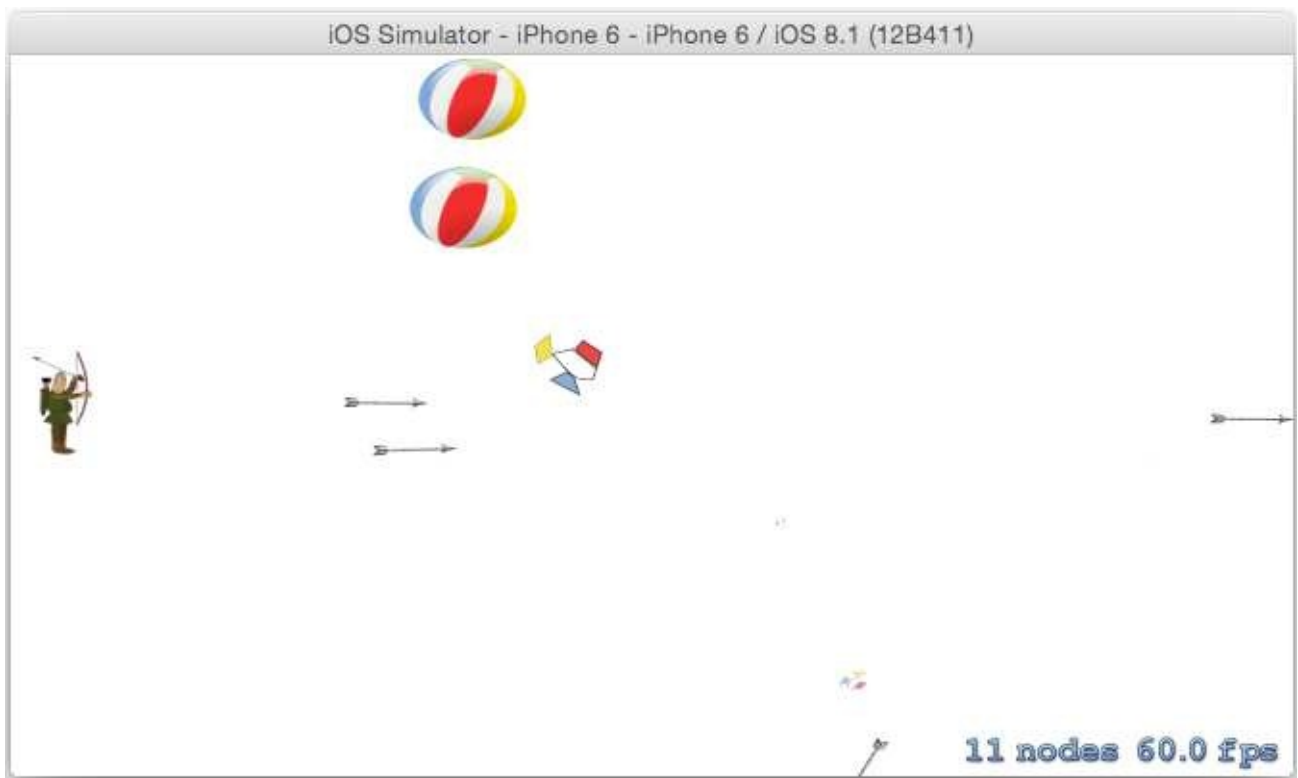 iOS Simulator - iPhone 6 - iPhone 6 / iOS 8.1 (12B411)
11 nodes 60.0 fps